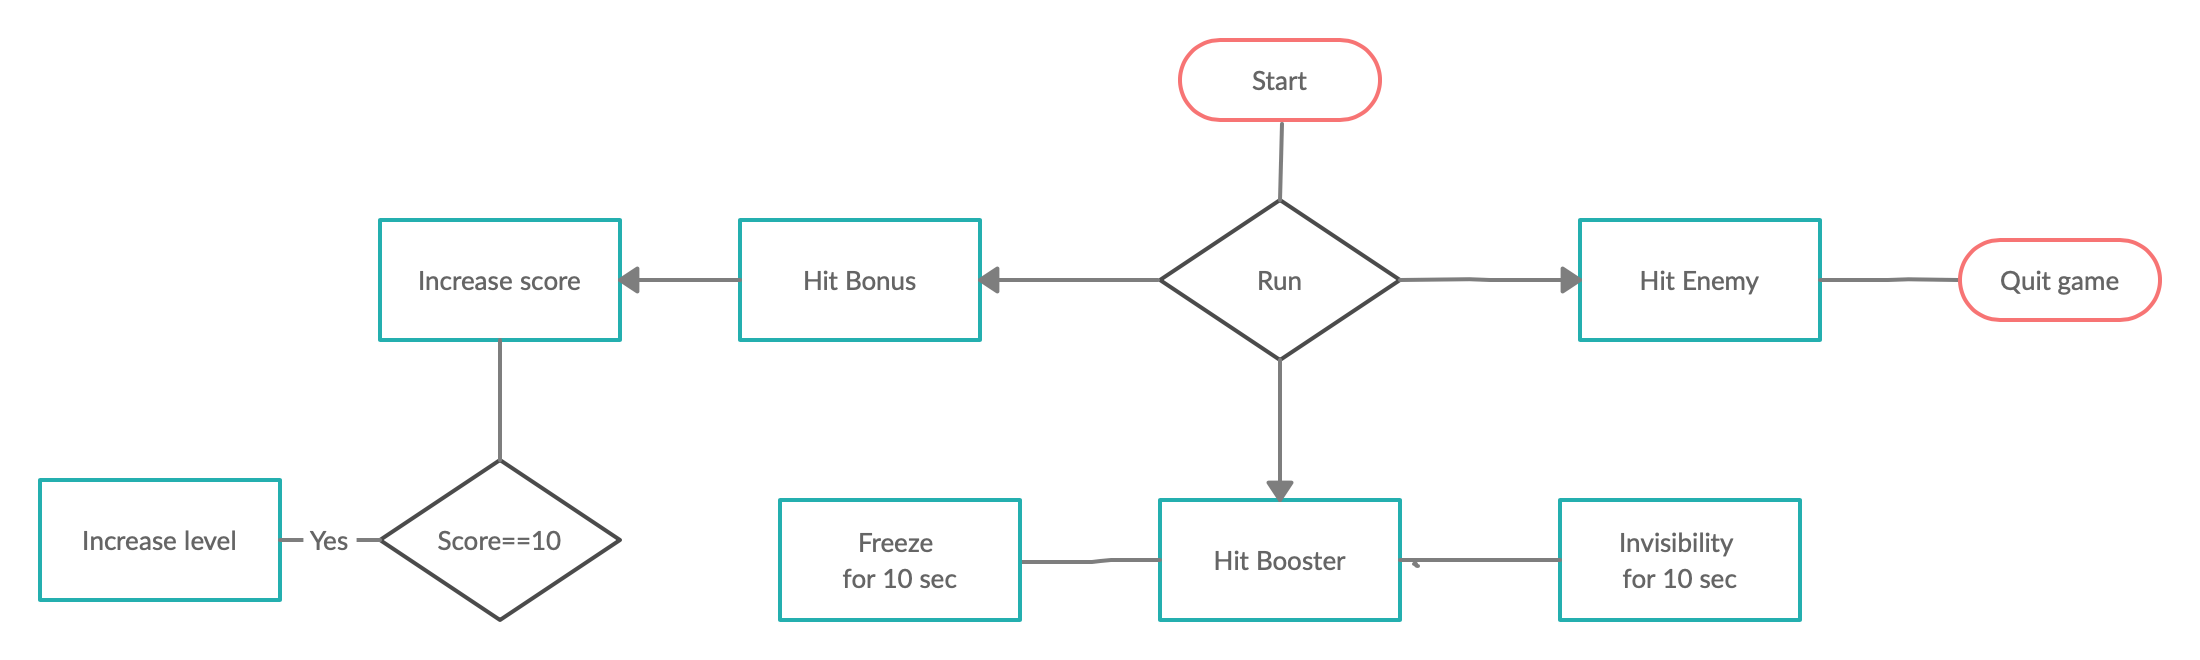 Start
Increase score
Hit Bonus
Run
Hit Enemy
Quit game
Increase level
Yes
Score==10
Freeze
for 10 sec
Hit Booster
Invisibility
for 10 sec